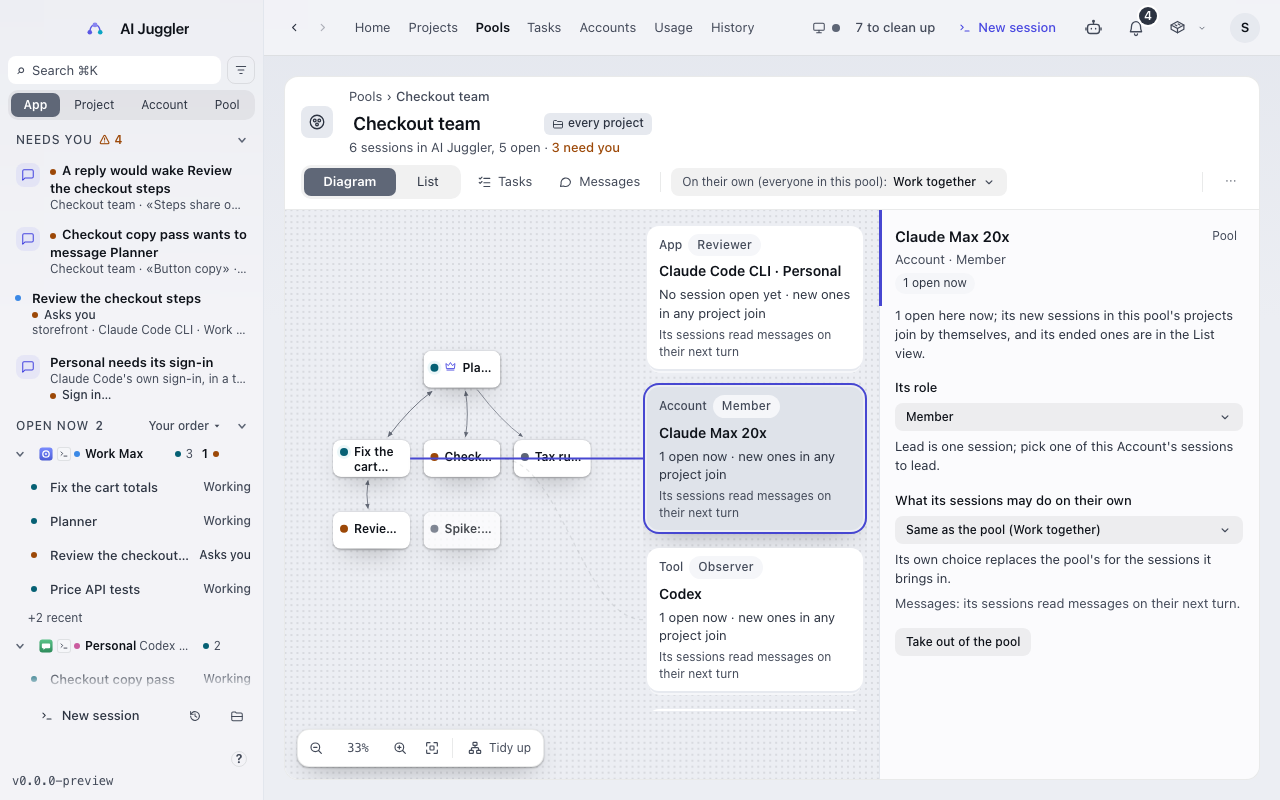 AI Juggler
Search ⌘K
App
Project
Account
Pool
NEEDS YOU
4
A reply would wake Review
the checkout steps
Checkout team · «Steps share o...
Checkout copy pass wants to
message Planner
Checkout team · «Button copy» ·...
Review the checkout steps
Asks you
storefront · Claude Code CLI · Work ...
Personal needs its sign-in
Claude Code's own sign-in, in a t...
Sign in...
OPEN NOW 2
Your order
Work Max
3
1
Fix the cart totals
Working
Planner
Working
Review the checkout...
Asks you
Price API tests
Working
+2 recent
Personal Codex ...
2
Checkout copy pass
Working
New session
?
v0.0.0-preview
Home
Projects
Pools
Tasks
Accounts
Usage
History
7 to clean up
New session
4
S
Pools › Checkout team
Checkout team
every project
6 sessions in AI Juggler, 5 open · 3 need you
Diagram
List
Tasks
Messages
On their own (everyone in this pool): Work together
...
Pla...
Fix the
cart...
Check...
Tax ru...
Revie...
Spike:...
App
Reviewer
Claude Code CLI · Personal
No session open yet · new ones
in any project join
Its sessions read messages on
their next turn
Account
Member
Claude Max 20x
1 open now · new ones in any
project join
Its sessions read messages on
their next turn
Tool
Observer
Codex
1 open now · new ones in any
project join
Its sessions read messages on
their next turn
33%
Tidy up
Claude Max 20x
Pool
Account · Member
1 open now
1 open here now; its new sessions in this pool's projects
join by themselves, and its ended ones are in the List
view.
Its role
Member
Lead is one session; pick one of this Account's sessions
to lead.
What its sessions may do on their own
Same as the pool (Work together)
Its own choice replaces the pool's for the sessions it
brings in.
Messages: its sessions read messages on their next turn.
Take out of the pool